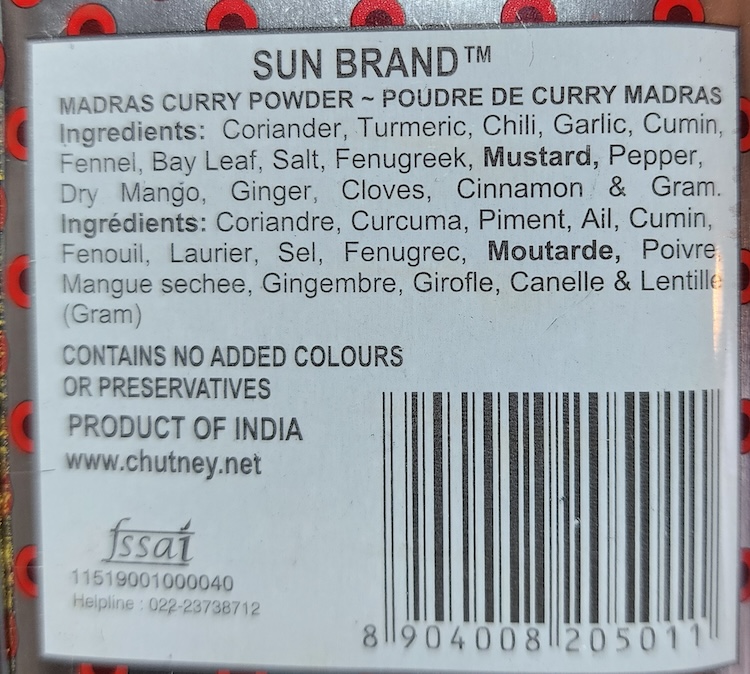 SUN BRAND™
MADRAS CURRY POWDER ~ POUDRE DE CURRY MADRAS
Ingredients: Coriander, Turmeric, Chili, Garlic, Cumin,
Fennel, Bay Leaf, Salt, Fenugreek, Mustard, Pepper,
Dry Mango, Ginger, Cloves, Cinnamon & Gram.
Ingrédients: Coriandre, Curcuma, Piment, Ail, Cumin,
Fenouil, Laurier, Sel, Fenugrec, Moutarde, Poivre
Mangue sechee, Gingembre, Girofle, Canelle & Lentille
(Gram)
CONTAINS NO ADDED COLOURS
OR PRESERVATIVES
PRODUCT OF INDIA
www.chutney.net
fssai
11519001000040
Helpline : 022-23738712
8 904008 205011